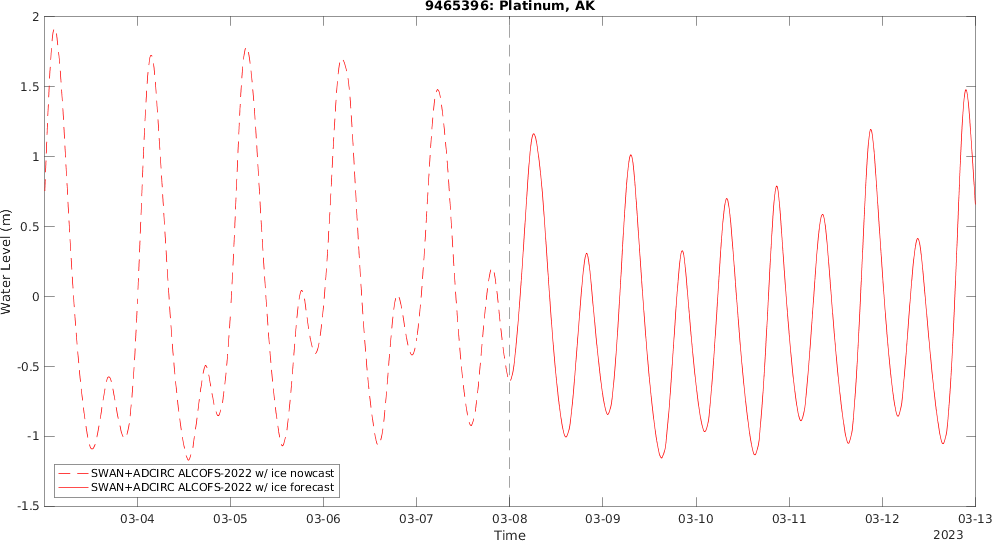 9465396: Platinum, AK
2
1.5
1
0.5
0
-0.5
-1
-1.5
Water Level (m)
SWAN+ADCIRC ALCOFS-2022 w/ ice nowcast
SWAN+ADCIRC ALCOFS-2022 w/ ice forecast
03-04 03-05 03-06 03-07 03-08 03-09 03-10 03-11 03-12 03-13
Time
2023